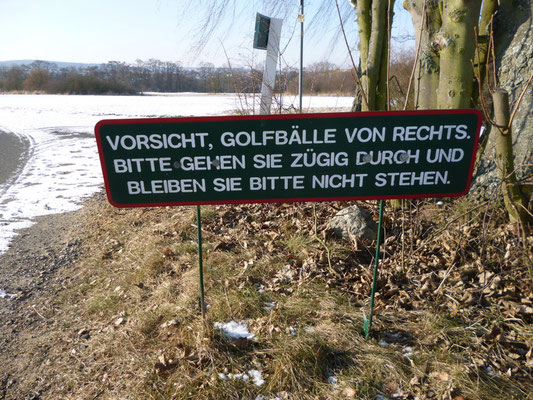 VORSICHT, GOLFBÄLLE VON RECHTS.
BITTE GEHEN SIE ZÜGIG DURCH UND
BLEIBEN SIE BITTE NICHT STEHEN.